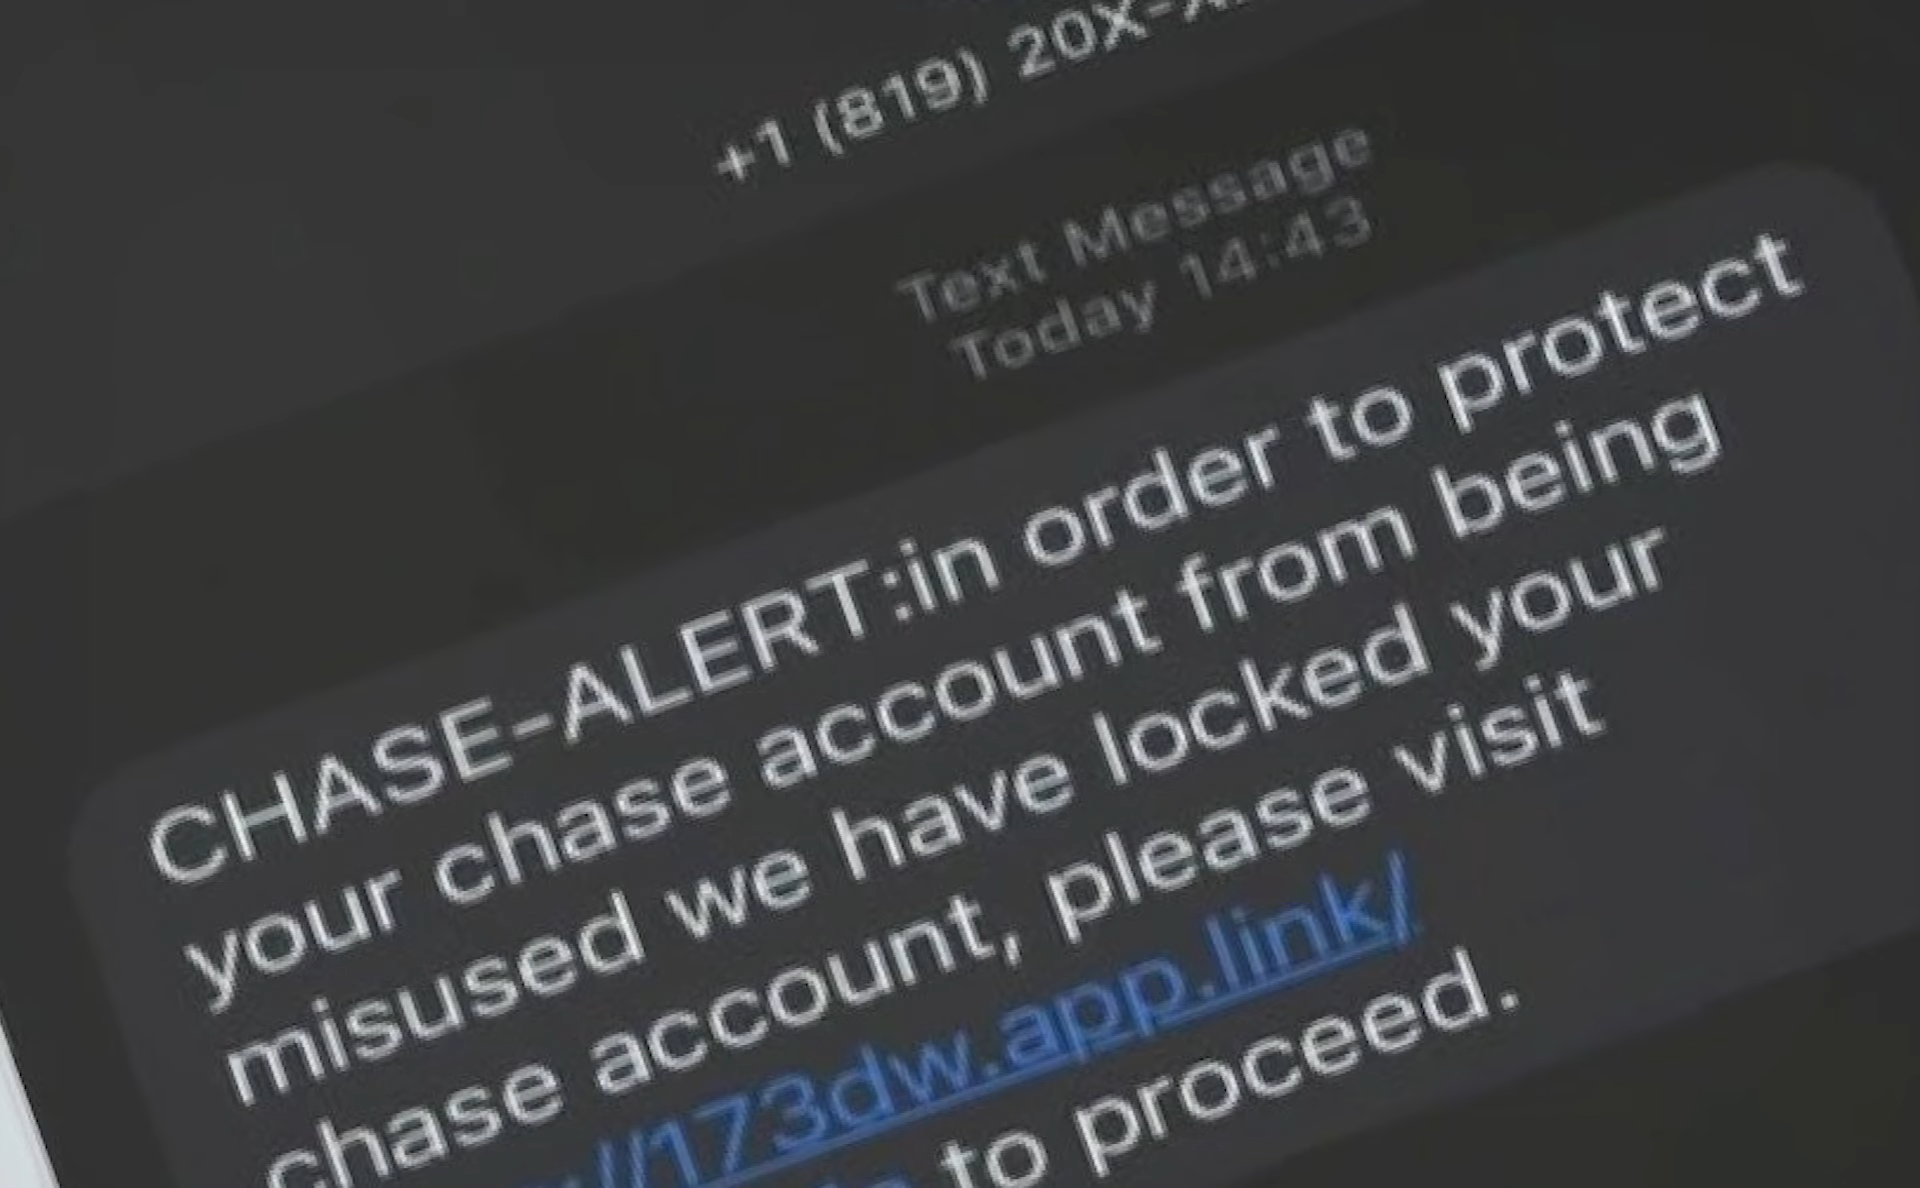 +1 (819) 20X-X
Text Message
Today 14:43
CHASE-ALERT:in order to protect
your chase account from being
misused we have locked your
chase account, please visit
://173dw.app.link/
to proceed.